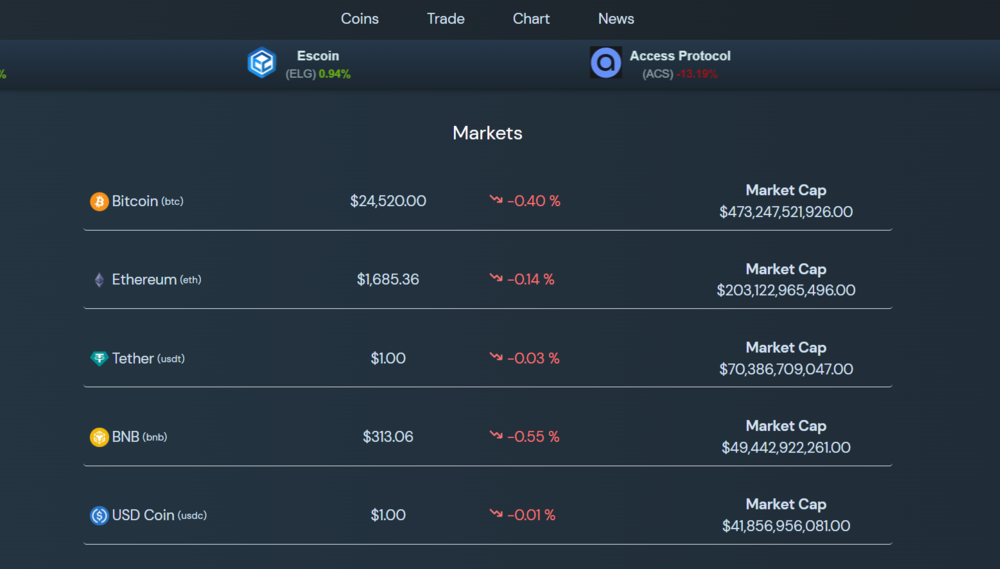 Coins Trade Chart News
%
Escoin
(ELG) 0.94%
Access Protocol
(ACS) -13.19%
Markets
Bitcoin (btc) $24,520.00 -0.40 % Market Cap
$473,247,521,926.00
Ethereum (eth) $1,685.36 -0.14 % Market Cap
$203,122,965,496.00
Tether (usdt) $1.00 -0.03 % Market Cap
$70,386,709,047.00
BNB (bnb) $313.06 -0.55 % Market Cap
$49,442,922,261.00
USD Coin (usdc) $1.00 -0.01 % Market Cap
$41,856,956,081.00